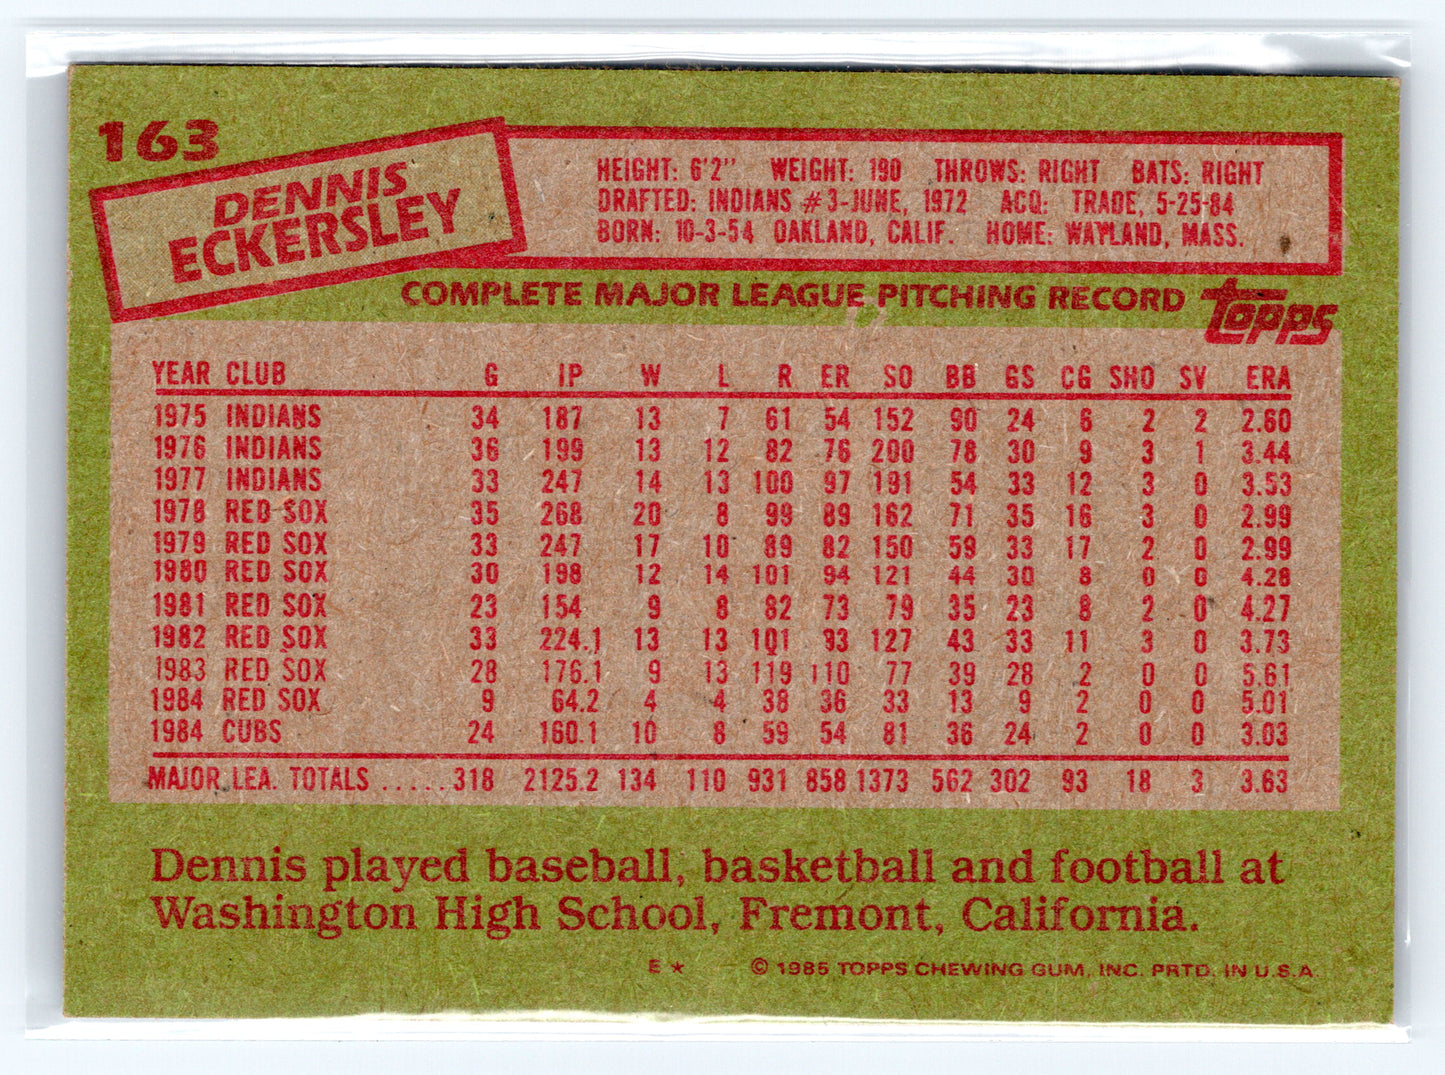 163
DENNIS
ECKERSLEY
HEIGHT: 6'2" WEIGHT: 190 THROWS: RIGHT BATS: RIGHT
DRAFTED: INDIANS #3-JUNE, 1972 ACQ: TRADE, 5-25-84
BORN: 10-3-54 OAKLAND, CALIF. HOME: WAYLAND, MASS.
COMPLETE MAJOR LEAGUE PITCHING RECORD topps
YEAR CLUB G IP W L R ER SO BB GS CG SHO SV ERA
1975 INDIANS 34 187 13 7 61 54 152 90 24 6 2 2 2.60
1976 INDIANS 36 199 13 12 82 76 200 78 30 9 3 1 3.44
1977 INDIANS 33 247 14 13 100 97 191 54 33 12 3 0 3.53
1978 RED SOX 35 268 20 8 99 89 162 71 35 16 3 0 2.99
1979 RED SOX 33 247 17 10 89 82 150 59 33 17 2 0 2.99
1980 RED SOX 30 198 12 14 101 94 121 44 30 8 0 0 4.28
1981 RED SOX 23 154 9 8 82 73 79 35 23 8 2 0 4.27
1982 RED SOX 33 224.1 13 13 101 93 127 43 33 11 3 0 3.73
1983 RED SOX 28 176.1 9 13 119 110 77 39 28 2 0 0 5.61
1984 RED SOX 9 64.2 4 4 38 36 33 13 9 2 0 0 5.01
1984 CUBS 24 160.1 10 8 59 54 81 36 24 2 0 0 3.03
MAJOR LEA. TOTALS ..... 318 2125.2 134 110 931 858 1373 562 302 93 18 3 3.63
Dennis played baseball, basketball and football at
Washington High School, Fremont, California.
E ★ © 1985 TOPPS CHEWING GUM, INC. PRTD. IN U.S.A.